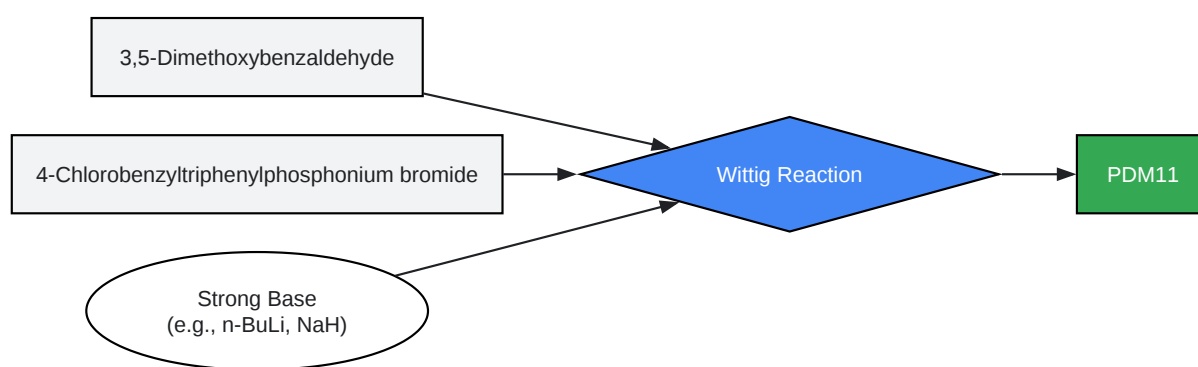 3,5-Dimethoxybenzaldehyde
4-Chlorobenzyltriphenylphosphonium bromide
Wittig Reaction
PDM11
Strong Base
(e.g., n-BuLi, NaH)